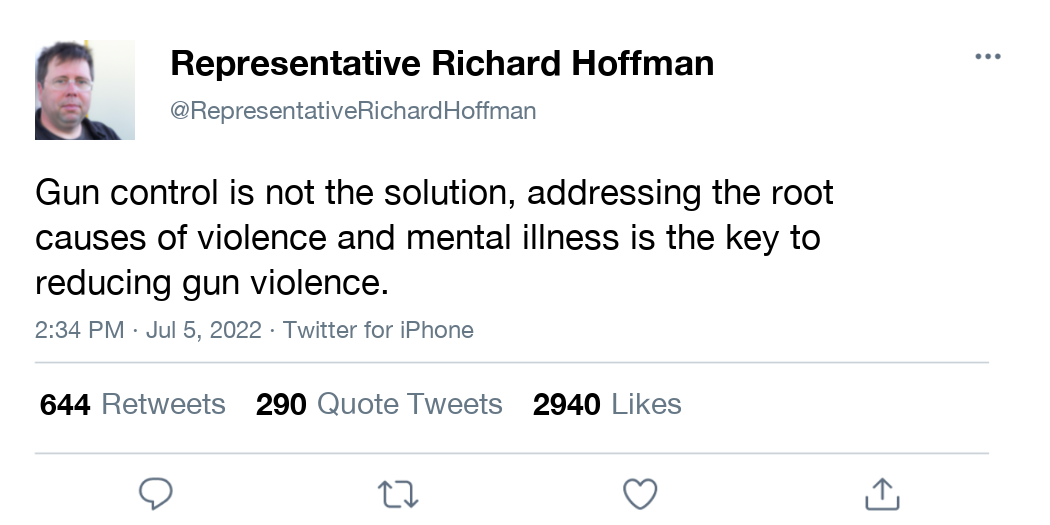 Representative Richard Hoffman
@RepresentativeRichardHoffman
Gun control is not the solution, addressing the root
causes of violence and mental illness is the key to
reducing gun violence.
2:34 PM · Jul 5, 2022 · Twitter for iPhone
644 Retweets 290 Quote Tweets 2940 Likes